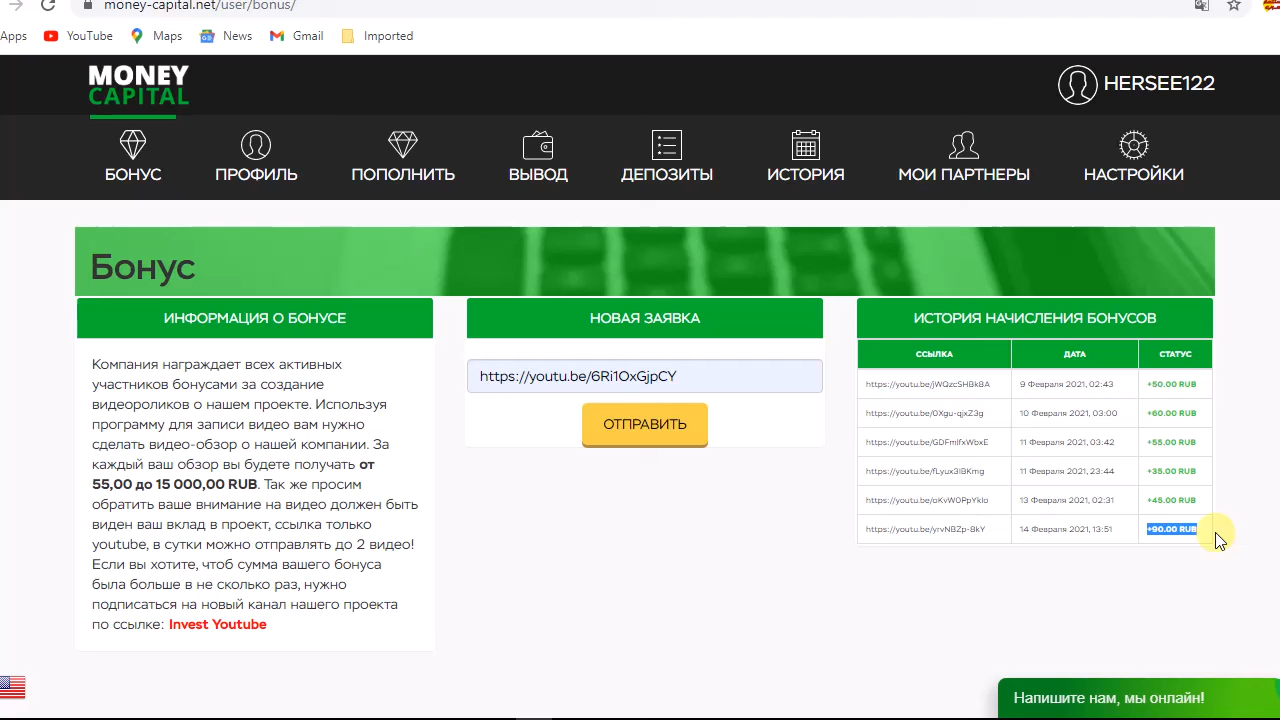 money-capital.net/user/bonus/
Apps YouTube Maps News Gmail Imported
MONEY
CAPITAL
HERSEE122
БОНУС ПРОФИЛЬ ПОПОЛНИТЬ ВЫВОД ДЕПОЗИТЫ ИСТОРИЯ МОИ ПАРТНЕРЫ НАСТРОЙКИ
Бонус
ИНФОРМАЦИЯ О БОНУСЕ
Компания награждает всех активных
участников бонусами за создание
видеороликов о нашем проекте. Используя
программу для записи видео вам нужно
сделать видео-обзор о нашей компании. За
каждый ваш обзор вы будете получать от
55,00 до 15 000,00 RUB. Так же просим
обратить ваше внимание на видео должен быть
виден ваш вклад в проект, ссылка только
youtube, в сутки можно отправлять до 2 видео!
Если вы хотите, чтоб сумма вашего бонуса
была больше в не сколько раз, нужно
подписаться на новый канал нашего проекта
по ссылке: Invest Youtube
НОВАЯ ЗАЯВКА
https://youtu.be/6Ri1OxGjpCY
ОТПРАВИТЬ
ИСТОРИЯ НАЧИСЛЕНИЯ БОНУСОВ
ССЫЛКА ДАТА СТАТУС
https://youtu.be/jWQzcSHBk8A 9 Февраля 2021, 02:43 +50.00 RUB
https://youtu.be/0Xgu-qjxZ3g 10 Февраля 2021, 03:00 +60.00 RUB
https://youtu.be/GDFmIfxWbxE 11 Февраля 2021, 03:42 +55.00 RUB
https://youtu.be/fLyux3IBKmg 11 Февраля 2021, 23:44 +35.00 RUB
https://youtu.be/oKvW0PpYkio 13 Февраля 2021, 02:31 +45.00 RUB
https://youtu.be/yrvNBZp-8kY 14 Февраля 2021, 13:51 +90.00 RUB
Напишите нам, мы онлайн!